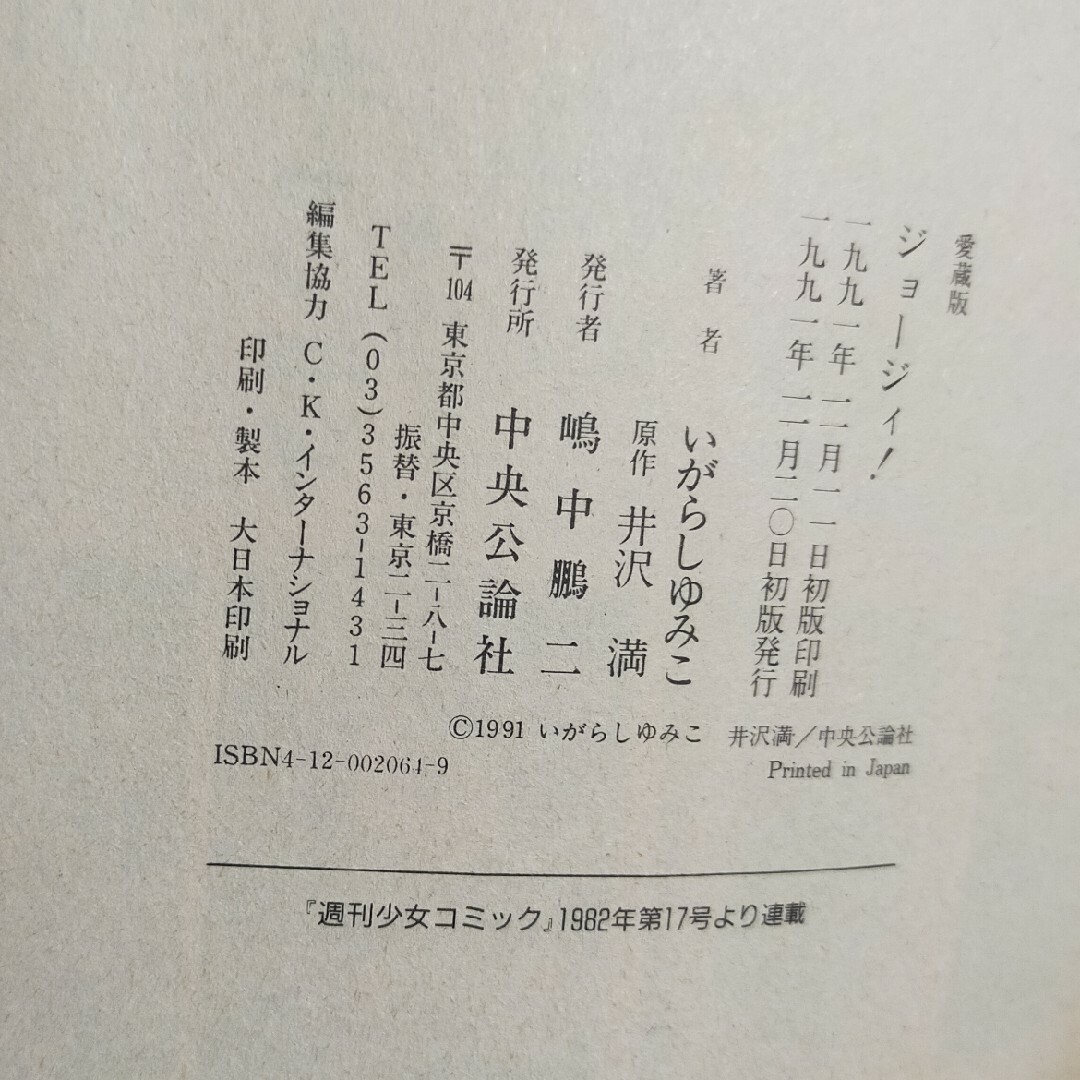 愛蔵版
ジョージィ!
一九九一年一一月一一日初版印刷
一九九一年一一月二〇日初版発行
著者 いがらしゆみこ
原作 井沢 満
発行者 嶋中鵬二
発行所 中央公論社
〒104 東京都中央区京橋二-八-七
振替・東京二-三四
TEL(03)3563-1431
編集協力 C・K・インターナショナル
印刷・製本 大日本印刷
©1991 いがらしゆみこ 井沢満/中央公論社
ISBN4-12-002064-9
Printed in Japan
『週刊少女コミック』1982年第17号より連載